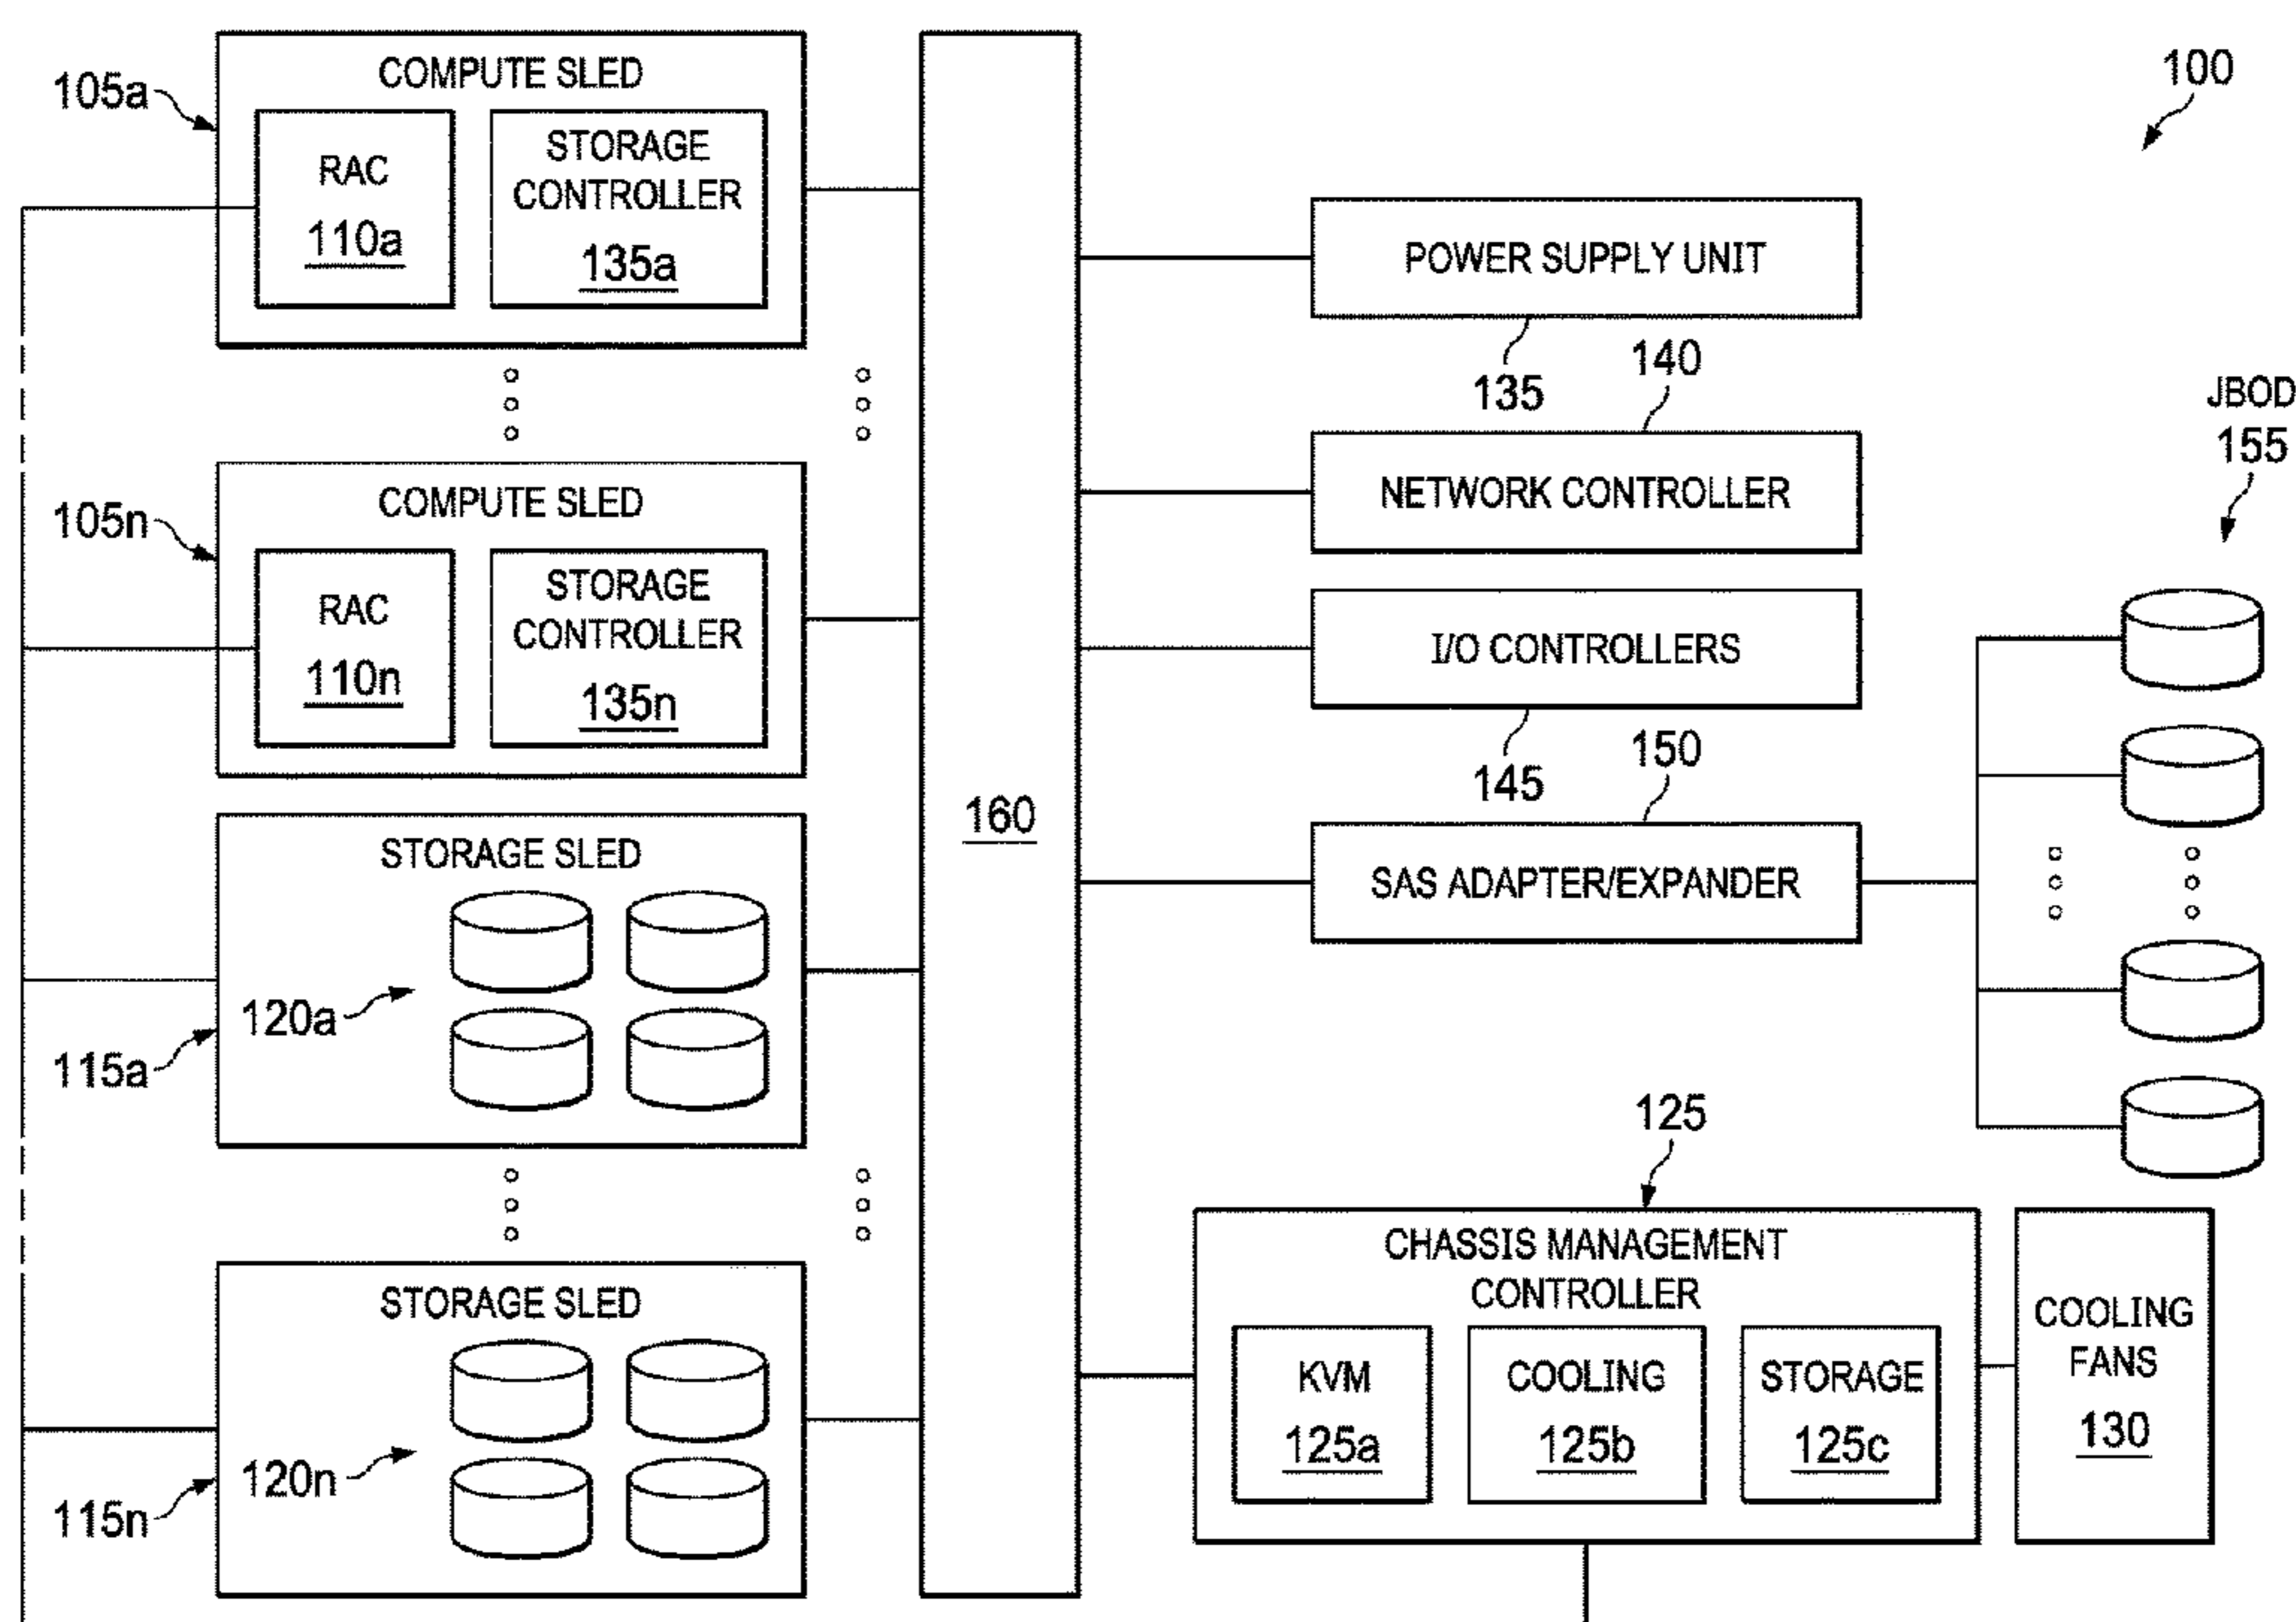 COMPUTE SLED
105a
RAC
110a
STORAGE
CONTROLLER
135a
COMPUTE SLED
105n
RAC
110n
STORAGE
CONTROLLER
135n
STORAGE SLED
120a
115a
STORAGE SLED
120n
115n
160
100
POWER SUPPLY UNIT
135
140
NETWORK CONTROLLER
I/O CONTROLLERS
145
150
SAS ADAPTER/EXPANDER
JBOD
155
125
CHASSIS MANAGEMENT
CONTROLLER
KVM
125a
COOLING
125b
STORAGE
125c
COOLING
FANS
130